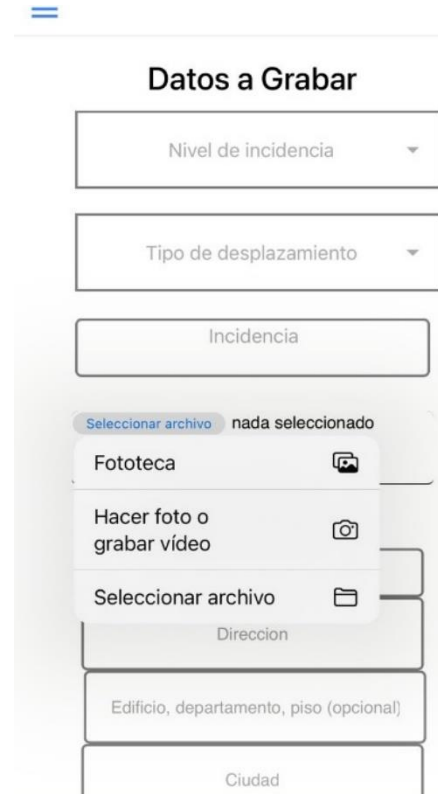 Datos a Grabar
Nivel de incidencia
Tipo de desplazamiento
Incidencia
Seleccionar archivo nada seleccionado
Fototeca
Hacer foto o
grabar vídeo
Seleccionar archivo
Direccion
Edificio, departamento, piso (opcional)
Ciudad